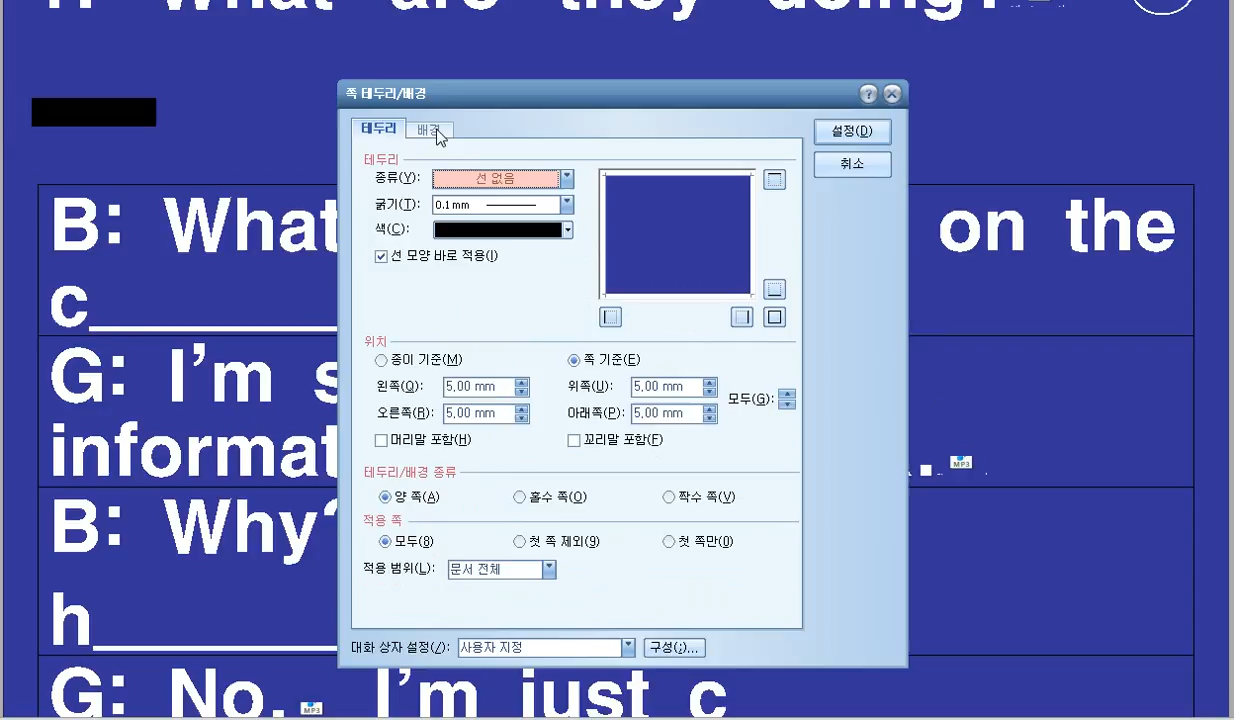 A: What are they doing?
쪽 테두리/배경
테두리 배경
설정(D)
취소
테두리
종류(Y): 선 없음
굵기(T): 0.1 mm
색(C):
선 모양 바로 적용(I)
위치
종이 기준(M) 쪽 기준(E)
왼쪽(Q): 5,00 mm 위쪽(U): 5,00 mm 모두(G):
오른쪽(R): 5,00 mm 아래쪽(P): 5,00 mm
머리말 포함(H) 꼬리말 포함(F)
테두리/배경 종류
양 쪽(A) 홀수 쪽(O) 짝수 쪽(V)
적용 쪽
모두(8) 첫 쪽 제외(9) 첫 쪽만(0)
적용 범위(L): 문서 전체
대화 상자 설정(/): 사용자 지정 구성(;)...
B: What on the
c____________
G: I'm s
informat . MP3
B: Why?
h____________
G: No. MP3 I'm just c